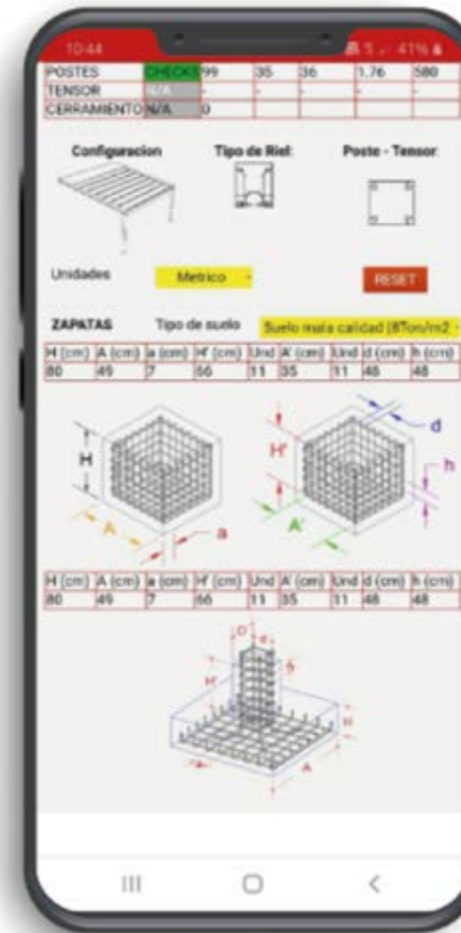 10:44 41%
POSTES CHECKS 99 35 36 1.76 580
TENSOR N/A - - - - -
CERRAMIENTO N/A 0
Configuracion Tipo de Riel: Poste - Tensor:
Unidades Metrico RESET
ZAPATAS Tipo de suelo Suelo mala calidad (8Ton/m2
H (cm) A (cm) a (cm) H' (cm) Und A' (cm) Und d (cm) h (cm)
80 49 7 66 11 35 11 48 48
H A a H' A' d h
H (cm) A (cm) a (cm) H' (cm) Und A' (cm) Und d (cm) h (cm)
80 49 7 66 11 35 11 48 48
D d
H' h
H
a A